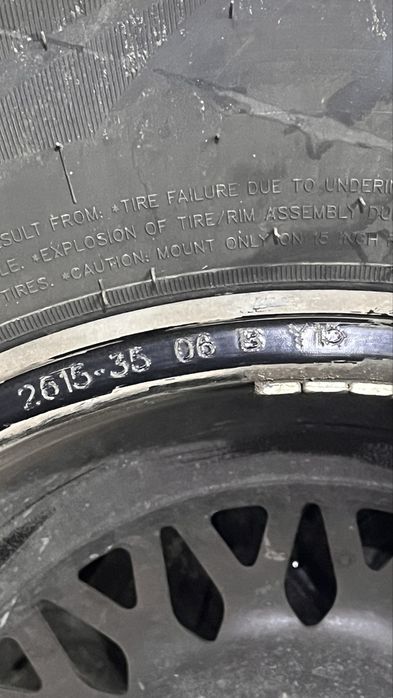 SULT FROM: *TIRE FAILURE DUE TO UNDERIN
LE. *EXPLOSION OF TIRE/RIM ASSEMBLY DU
TIRES. *CAUTION: MOUNT ONLY ON 15 INCH
2615-35 06 B Y15